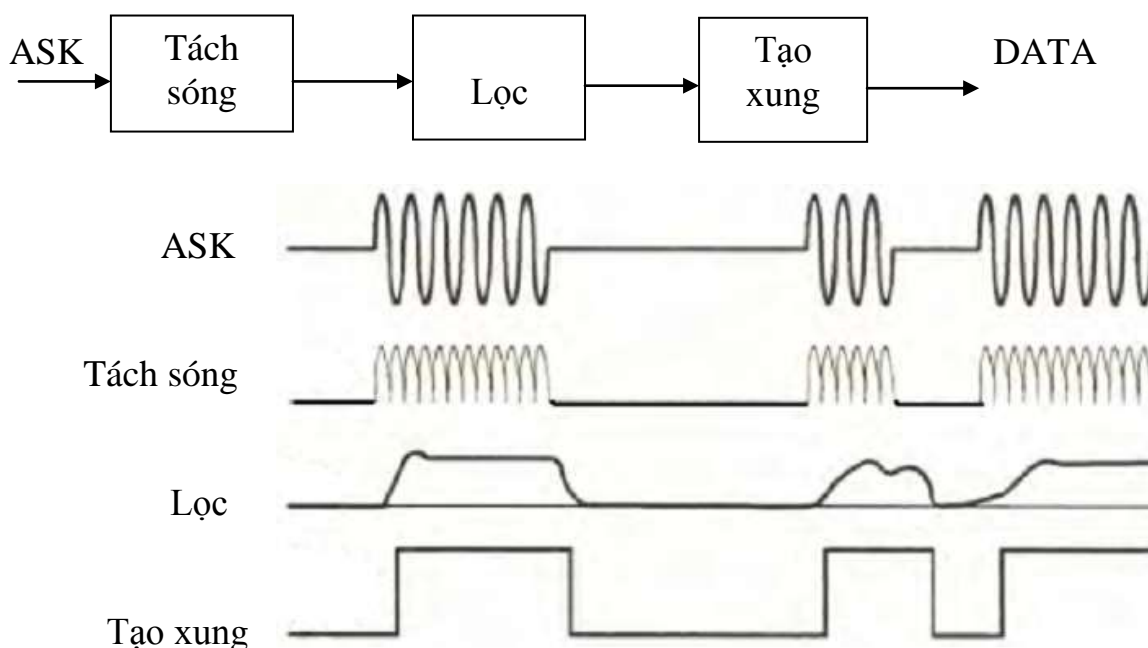 ASK
Tách
sóng
Lọc
Tạo
xung
DATA
ASK
Tách sóng
Lọc
Tạo xung